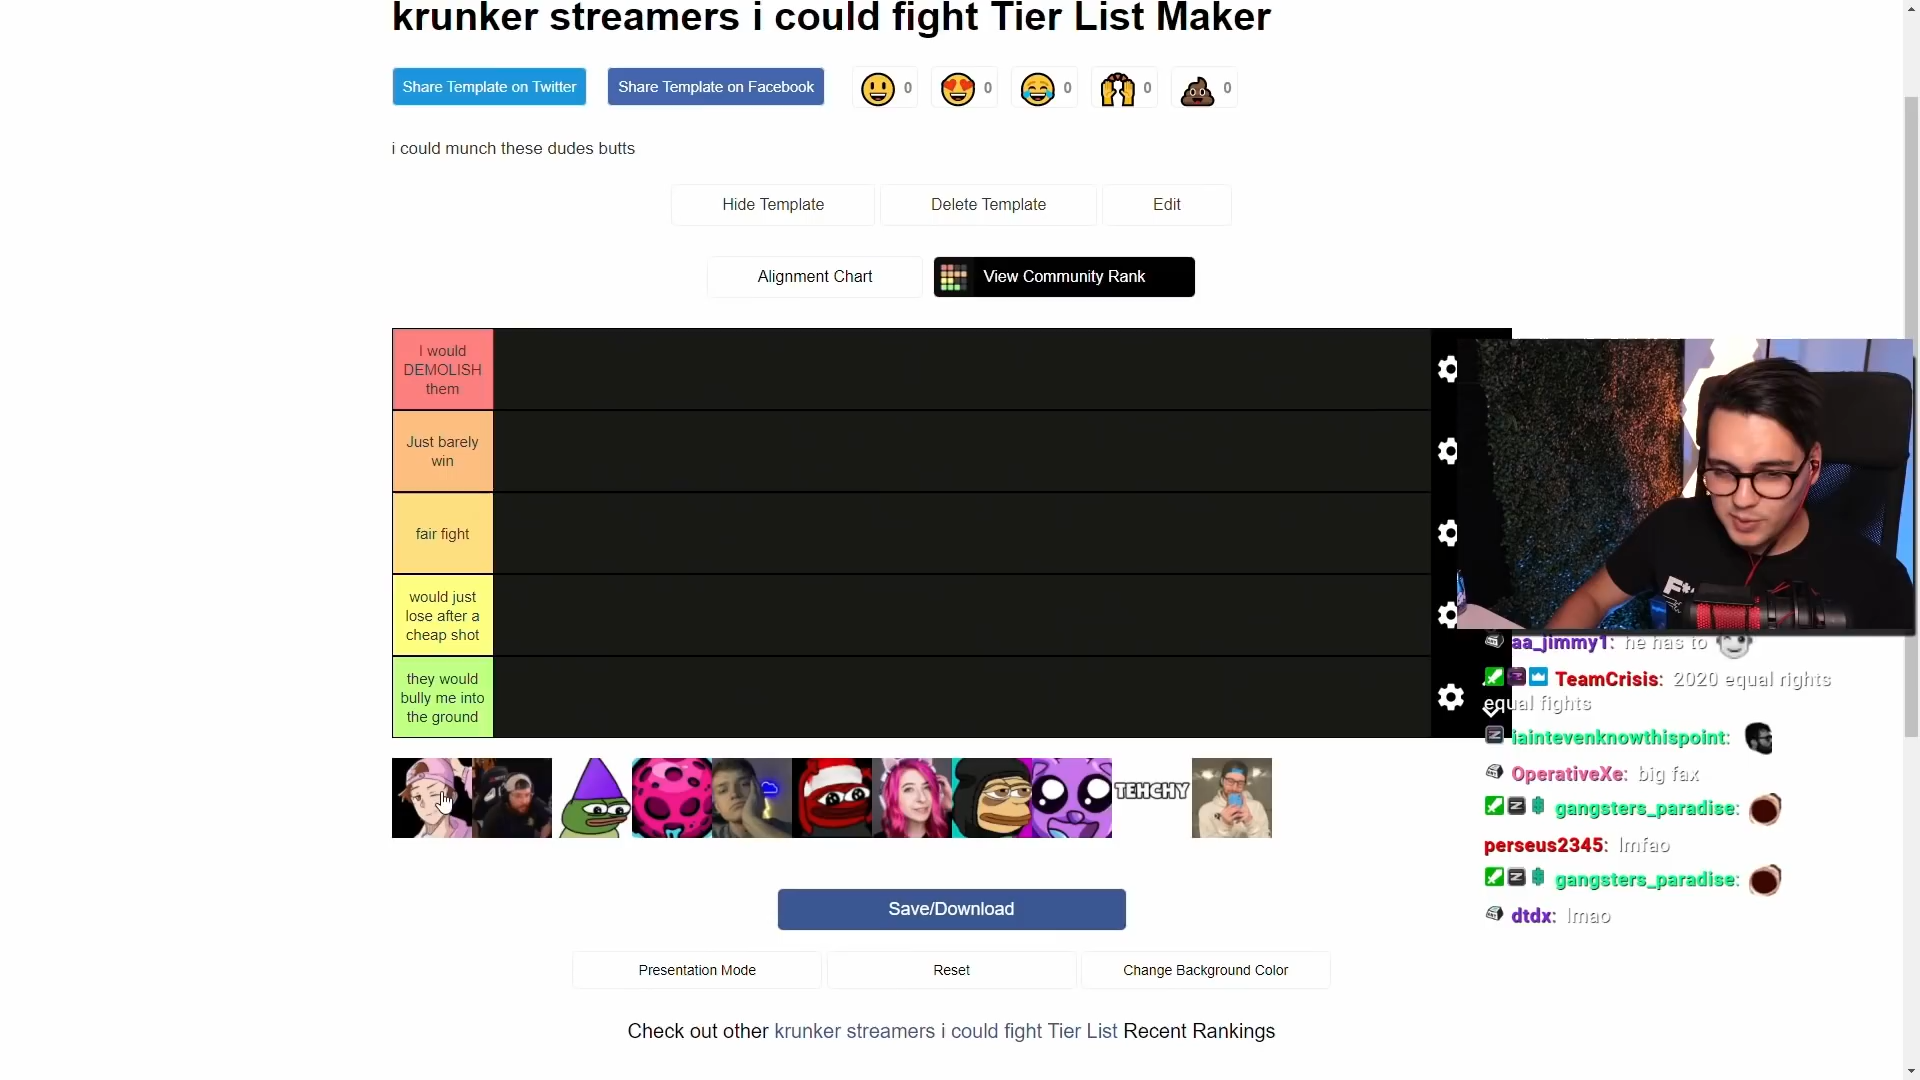 krunker streamers i could fight Tier List Maker
Share Template on Twitter
Share Template on Facebook
0
0
0
0
0
i could munch these dudes butts
Hide Template
Delete Template
Edit
Alignment Chart
View Community Rank
I would
DEMOLISH
them
Just barely
win
fair fight
would just
lose after a
cheap shot
they would
bully me into
the ground
TEHCHY
Save/Download
Presentation Mode
Reset
Change Background Color
Check out other krunker streamers i could fight Tier List Recent Rankings
aa_jimmy1: he has to
TeamCrisis: 2020 equal rights
equal fights
iaintevenknowthispoint:
OperativeXe: big fax
gangsters_paradise:
perseus2345: lmfao
gangsters_paradise:
dtdx: lmao